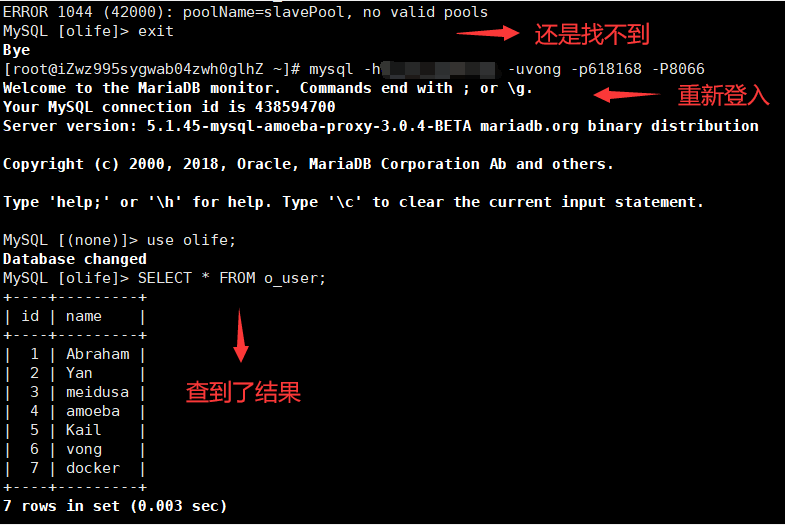 ERROR 1044 (42000): poolName=slavePool, no valid pools
MySQL [olife]> exit
还是找不到
Bye
[root@iZwz995sygwab04zwh0glhZ ~]# mysql -h -uvong -p618168 -P8066
Welcome to the MariaDB monitor.  Commands end with ; or \g.
重新登入
Your MySQL connection id is 438594700
Server version: 5.1.45-mysql-amoeba-proxy-3.0.4-BETA mariadb.org binary distribution
Copyright (c) 2000, 2018, Oracle, MariaDB Corporation Ab and others.
Type 'help;' or '\h' for help. Type '\c' to clear the current input statement.
MySQL [(none)]> use olife;
Database changed
MySQL [olife]> SELECT * FROM o_user;
+----+---------+
| id | name    |
+----+---------+
|  1 | Abraham |
|  2 | Yan     |
|  3 | meidusa |
查到了结果
|  4 | amoeba  |
|  5 | Kail    |
|  6 | vong    |
|  7 | docker  |
+----+---------+
7 rows in set (0.003 sec)